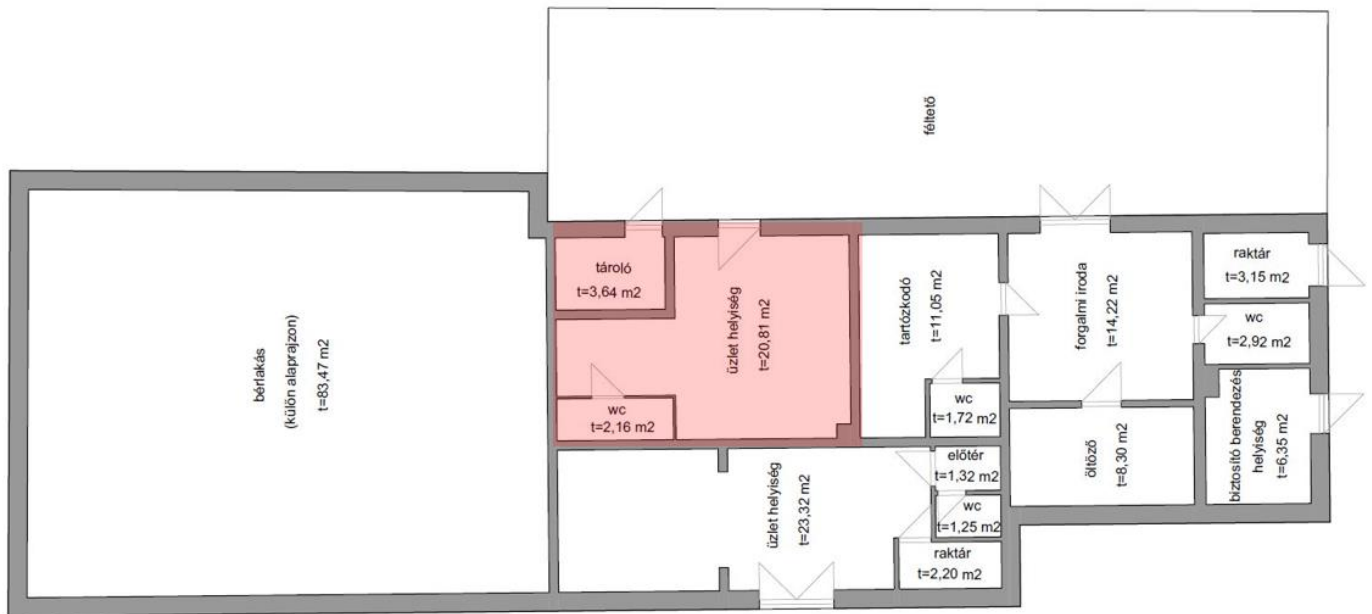 féltető
bérlakás
(külön alaprajzon)
t=83,47 m2
tároló
t=3,64 m2
üzlet helyiség
t=20,81 m2
wc
t=2,16 m2
tartózkodó
t=11,05 m2
wc
t=1,72 m2
forgalmi iroda
t=14,22 m2
raktár
t=3,15 m2
wc
t=2,92 m2
biztosító berendezés
helyiség
t=6,35 m2
öltöző
t=8,30 m2
üzlet helyiség
t=23,32 m2
előtér
t=1,32 m2
wc
t=1,25 m2
raktár
t=2,20 m2